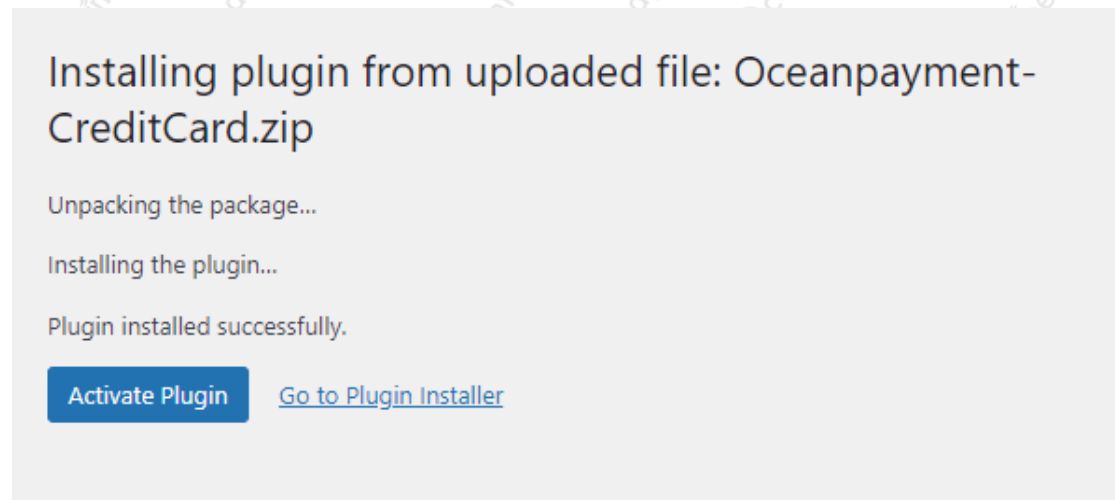 Installing plugin from uploaded file: Oceanpayment-
CreditCard.zip
Unpacking the package...
Installing the plugin...
Plugin installed successfully.
Activate Plugin Go to Plugin Installer